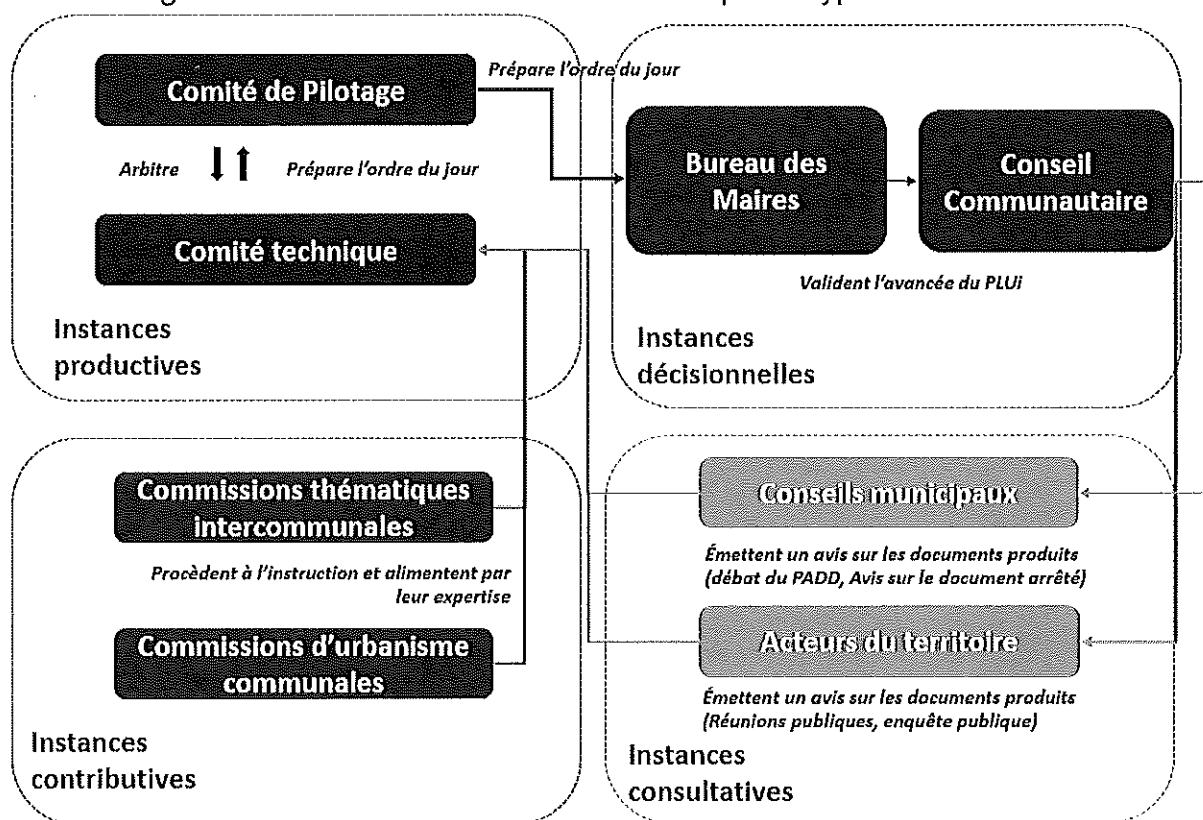 Prépare l'ordre du jour
Comité de Pilotage
Arbitre
Prépare l'ordre du jour
Comité technique
Instances
productives
Bureau des
Maires
Conseil
Communautaire
Valident l'avancée du PLUi
Instances
décisionnelles
Commissions thématiques
intercommunales
Procèdent à l'instruction et alimentent par
leur expertise
Commissions d'urbanisme
communales
Instances
contributives
Conseils municipaux
Émettent un avis sur les documents produits
(débat du PADD, Avis sur le document arrêté)
Acteurs du territoire
Émettent un avis sur les documents produits
(Réunions publiques, enquête publique)
Instances
consultatives